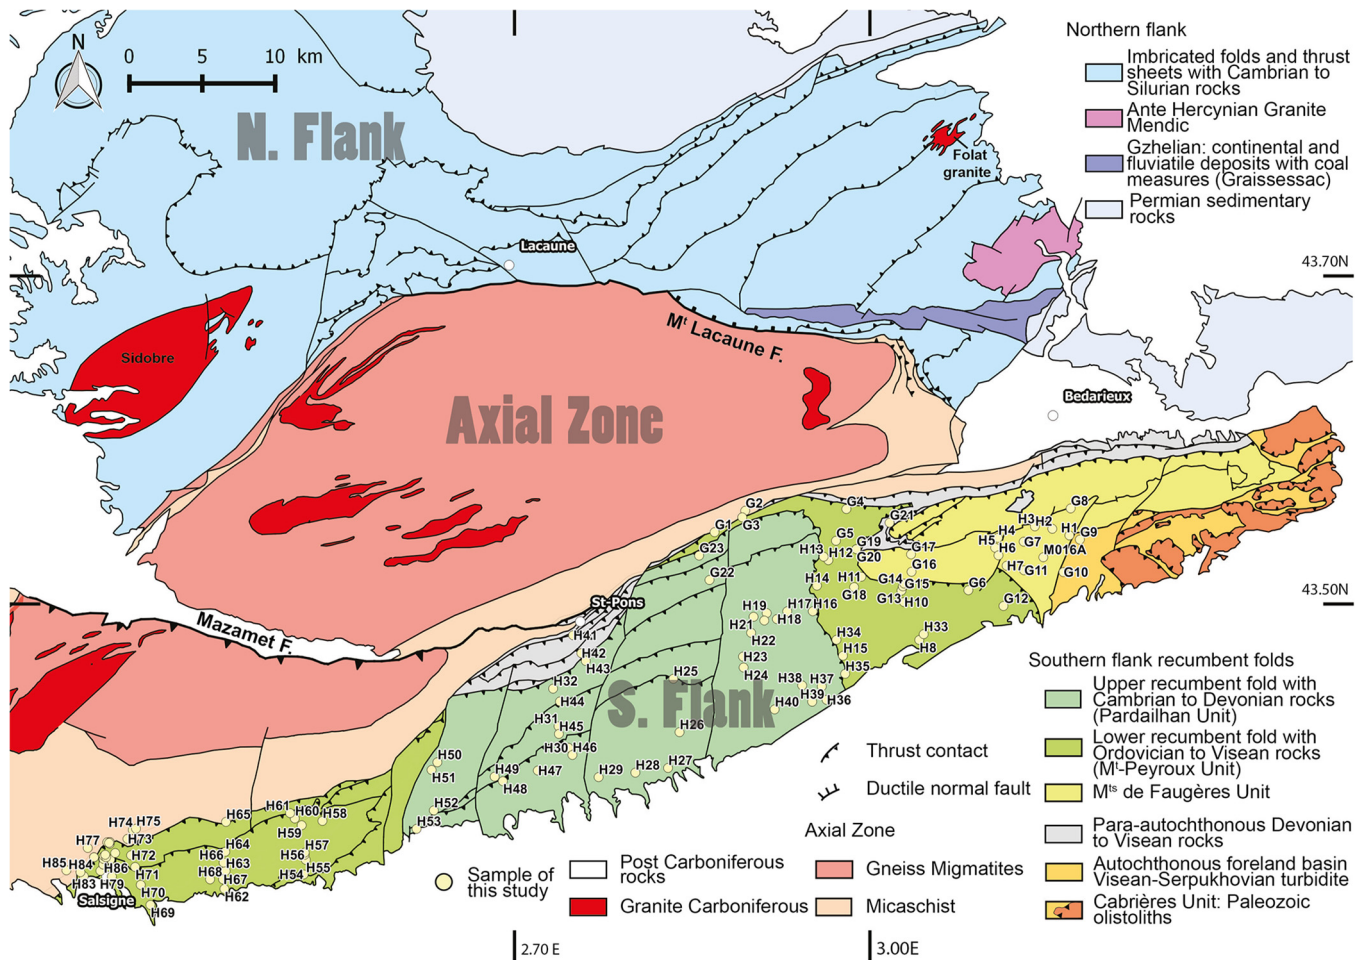 N
0 5 10 km
N. Flank
Folat
granite
Lacaune
Sidobre
Mt Lacaune F.
Axial Zone
Bedarieux
43.70N
43.50N
Mazamet F.
St-Pons
S. Flank
Salsigne
2.70 E
3.00E
Northern flank
Imbricated folds and thrust
sheets with Cambrian to
Silurian rocks
Ante Hercynian Granite
Mendic
Gzhelian: continental and
fluviatile deposits with coal
measures (Graissessac)
Permian sedimentary
rocks
Southern flank recumbent folds
Upper recumbent fold with
Cambrian to Devonian rocks
(Pardailhan Unit)
Lower recumbent fold with
Ordovician to Visean rocks
(Mt-Peyroux Unit)
Mts de Faugères Unit
Para-autochthonous Devonian
to Visean rocks
Autochthonous foreland basin
Visean-Serpukhovian turbidite
Cabrières Unit: Paleozoic
olistoliths
Thrust contact
Ductile normal fault
Axial Zone
Gneiss Migmatites
Micaschist
Post Carboniferous
rocks
Granite Carboniferous
Sample of
this study
G2
G4
G8
G1
G3
G21
H3
H2
H1
G9
G5
G19
H4
G23
H13
H12
G20
G17
H5
H6
G7
M016A
G22
G16
H7
G11
G10
H14
H11
G14
G15
G6
G18
G13
H10
G12
H19
H17
H16
H18
H21
H22
H34
H33
H15
H8
H41
H42
H43
H23
H24
H35
H32
H25
H38
H37
H44
H39
H36
H40
H31
H45
H26
H30
H46
H50
H51
H49
H47
H29
H28
H27
H48
H52
H53
H61
H60
H58
H65
H59
H74
H75
H77
H73
H64
H57
H72
H66
H56
H85
H84
H63
H86
H55
H71
H68
H67
H54
H83
H79
H70
H62
H69